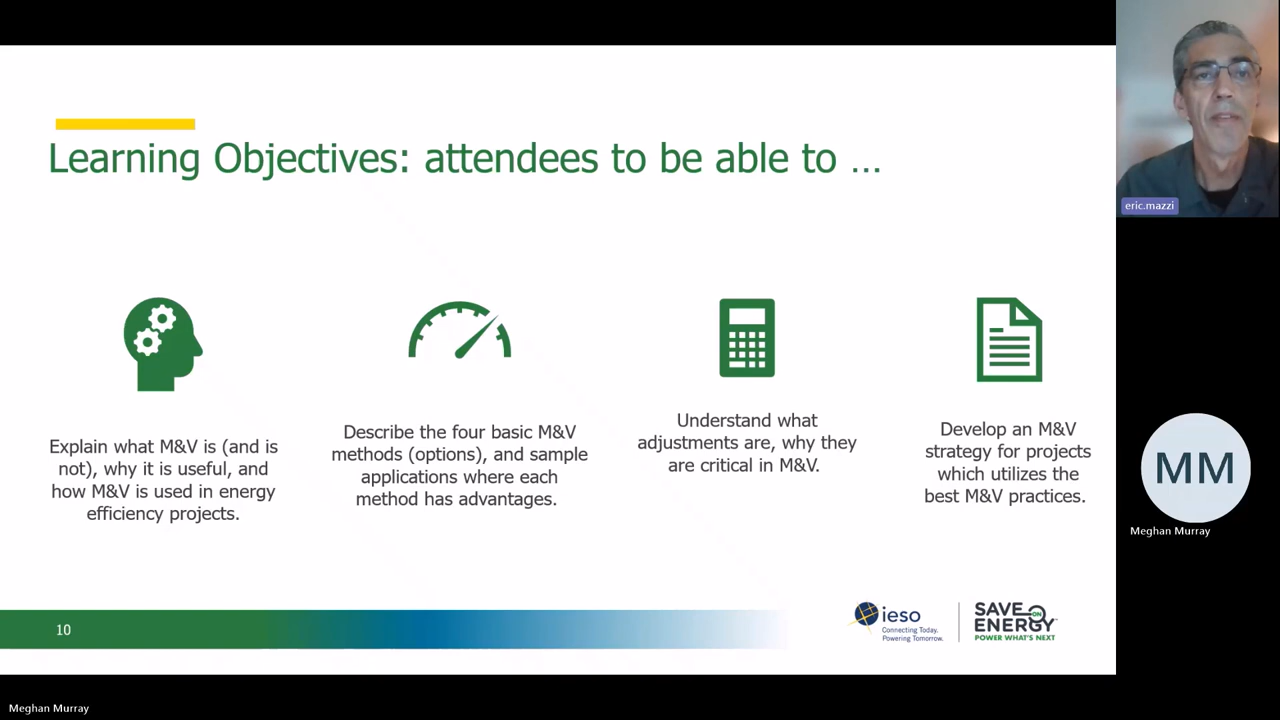 Learning Objectives: attendees to be able to …
Explain what M&V is (and is
not), why it is useful, and
how M&V is used in energy
efficiency projects.
Describe the four basic M&V
methods (options), and sample
applications where each
method has advantages.
Understand what
adjustments are, why they
are critical in M&V.
Develop an M&V
strategy for projects
which utilizes the
best M&V practices.
10
ieso
Connecting Today.
Powering Tomorrow.
SAVE ON
ENERGY
POWER WHAT'S NEXT
eric.mazzi
MM
Meghan Murray
Meghan Murray